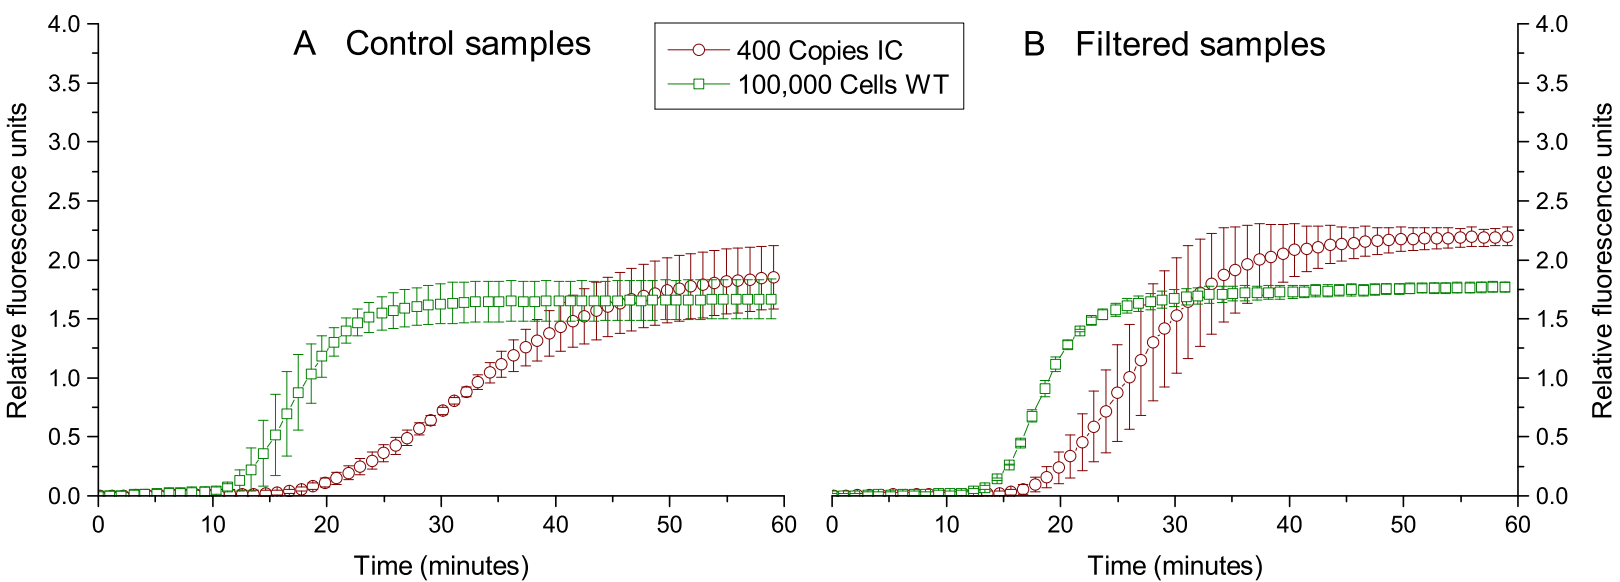 A Control samples
400 Copies IC
100,000 Cells WT
B Filtered samples
Relative fluorescence units
4.0
3.5
3.0
2.5
2.0
1.5
1.0
0.5
0.0
0 10 20 30 40 50 60
Time (minutes)
0 10 20 30 40 50 60
Time (minutes)
4.0
3.5
3.0
2.5
2.0
1.5
1.0
0.5
0.0
Relative fluorescence units